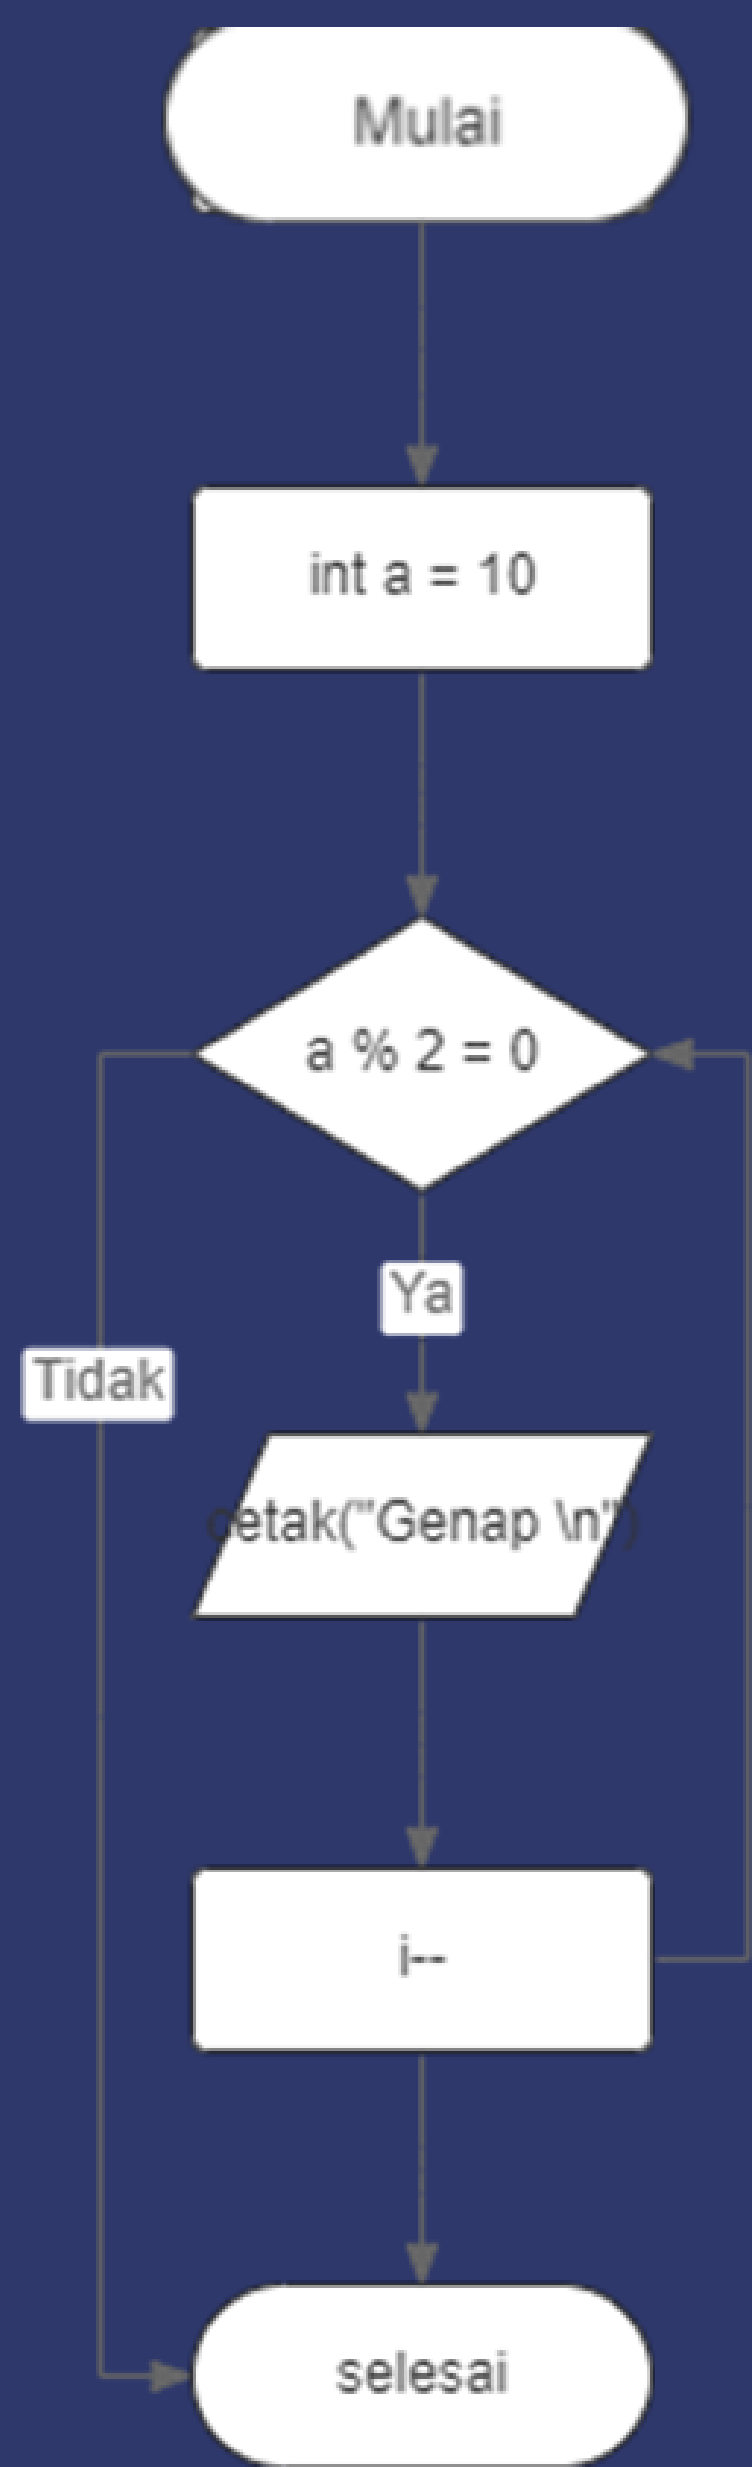 Mulai
int a = 10
a % 2 = 0
Ya
Tidak
cetak("Genap \n")
i--
selesai